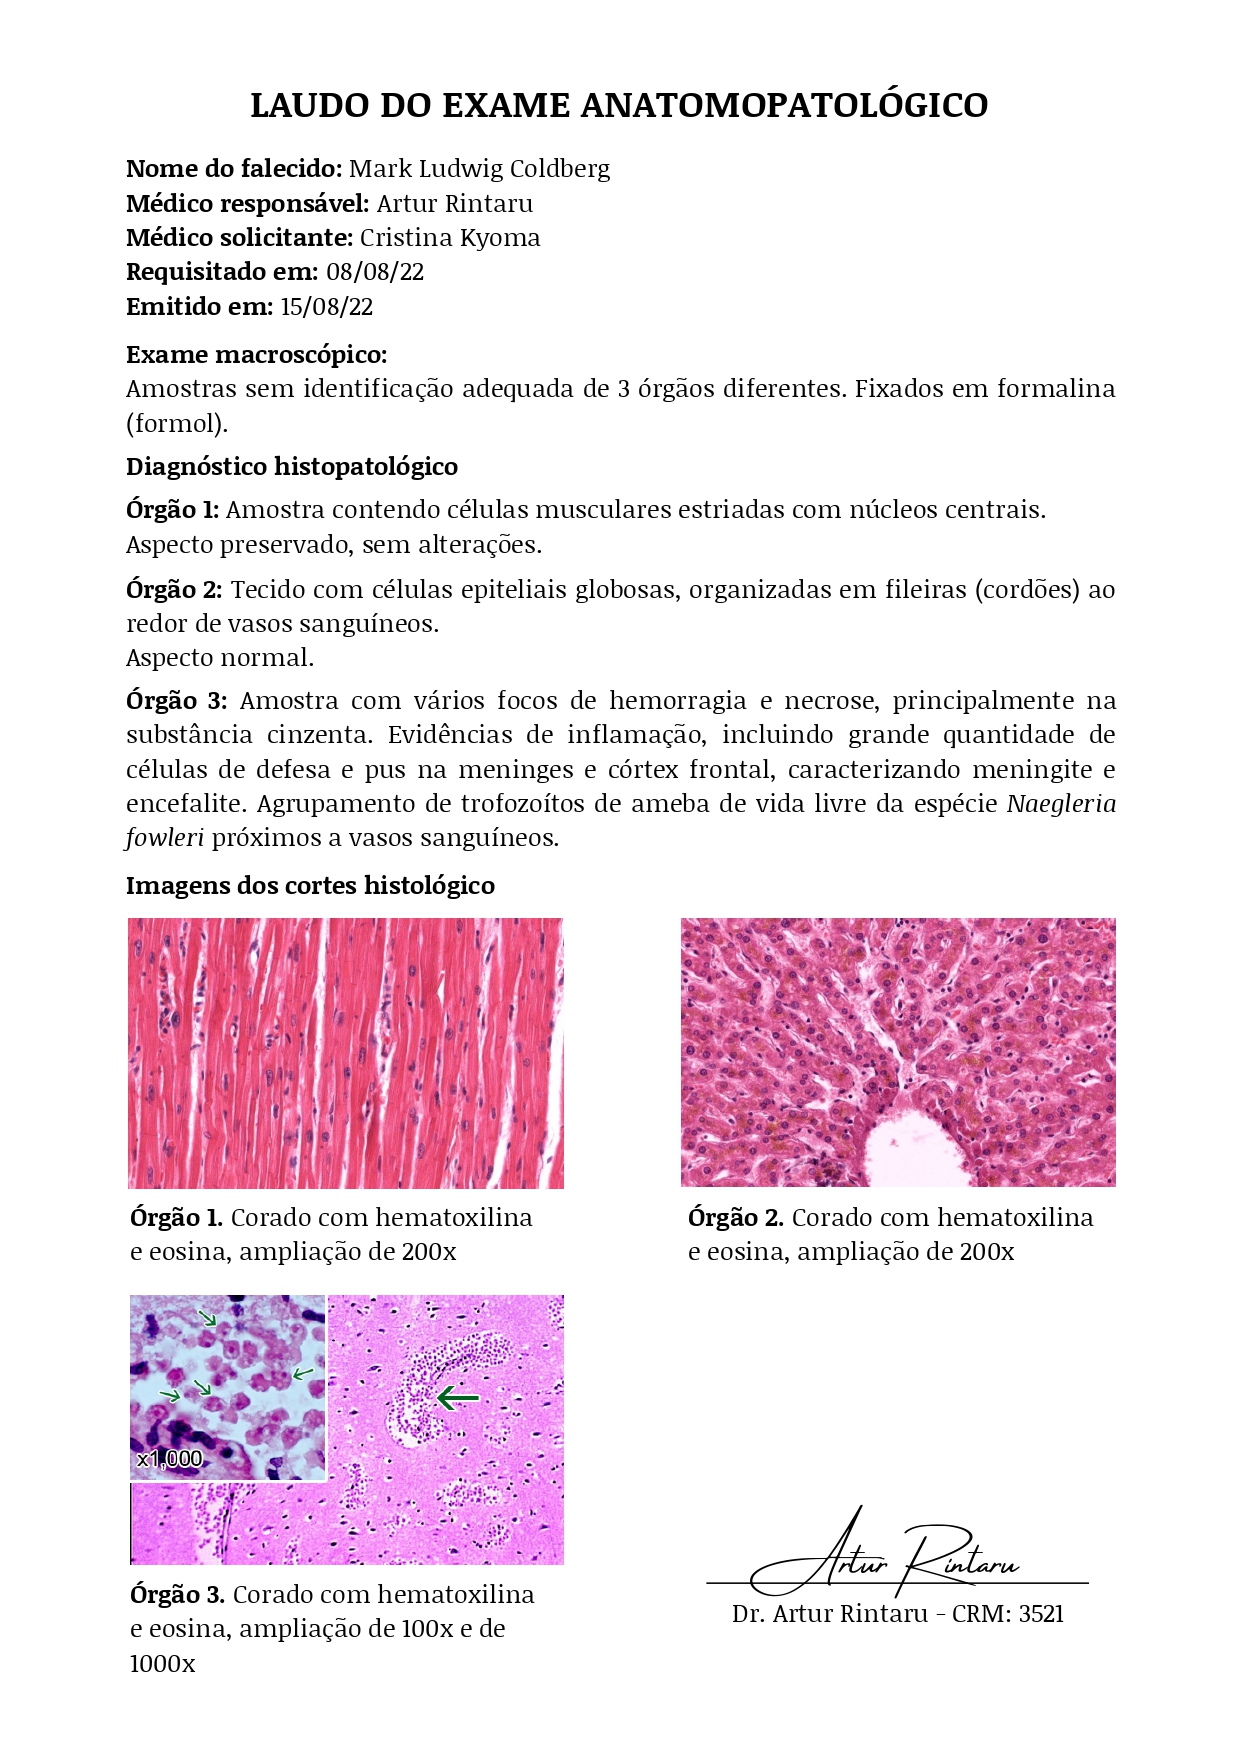 LAUDO DO EXAME ANATOMOPATOLÓGICO
Nome do falecido: Mark Ludwig Coldberg
Médico responsável: Artur Rintaru
Médico solicitante: Cristina Kyoma
Requisitado em: 08/08/22
Emitido em: 15/08/22
Exame macroscópico:
Amostras sem identificação adequada de 3 órgãos diferentes. Fixados em formalina
(formol).
Diagnóstico histopatológico
Órgão 1: Amostra contendo células musculares estriadas com núcleos centrais.
Aspecto preservado, sem alterações.
Órgão 2: Tecido com células epiteliais globosas, organizadas em fileiras (cordões) ao
redor de vasos sanguíneos.
Aspecto normal.
Órgão 3: Amostra com vários focos de hemorragia e necrose, principalmente na
substância cinzenta. Evidências de inflamação, incluindo grande quantidade de
células de defesa e pus na meninges e córtex frontal, caracterizando meningite e
encefalite. Agrupamento de trofozoítos de ameba de vida livre da espécie Naegleria
fowleri próximos a vasos sanguíneos.
Imagens dos cortes histológico
Órgão 1. Corado com hematoxilina
e eosina, ampliação de 200x
Órgão 2. Corado com hematoxilina
e eosina, ampliação de 200x
x1,000
Órgão 3. Corado com hematoxilina
e eosina, ampliação de 100x e de
1000x
Artur Rintaru
Dr. Artur Rintaru - CRM: 3521